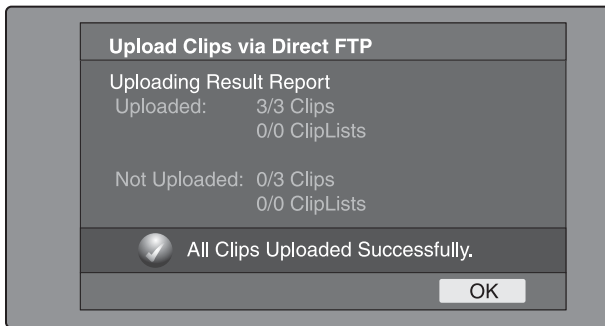 Upload Clips via Direct FTP
Uploading Result Report
Uploaded: 3/3 Clips
0/0 ClipLists
Not Uploaded: 0/3 Clips
0/0 ClipLists
All Clips Uploaded Successfully.
OK